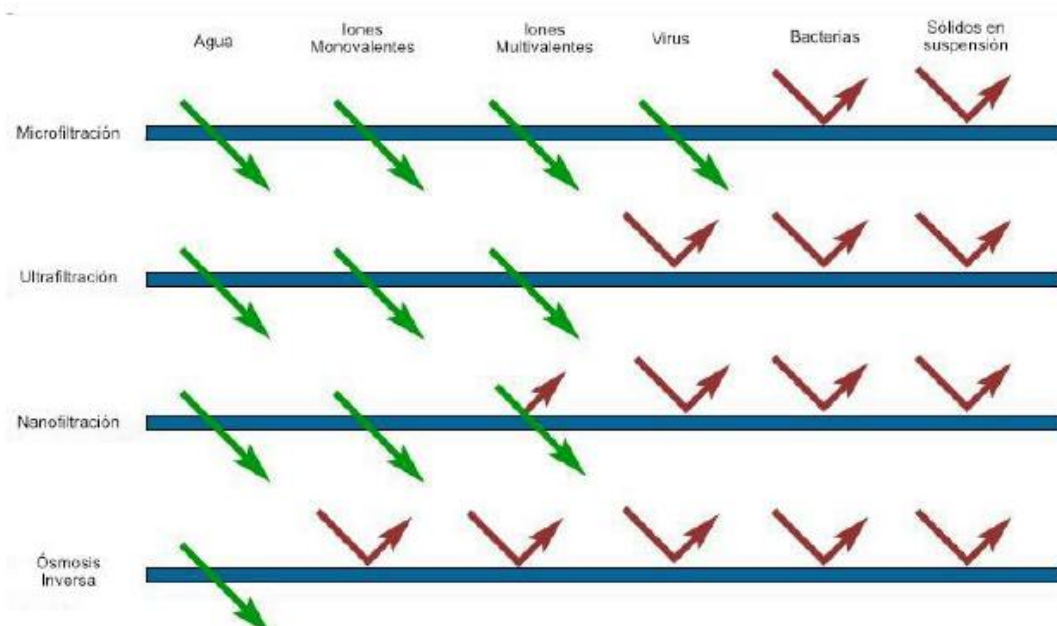 Agua
Iones
Monovalentes
Iones
Multivalentes
Virus
Bacterias
Sólidos en
suspensión
Microfiltración
Ultrafiltración
Nanofiltración
Ósmosis
Inversa